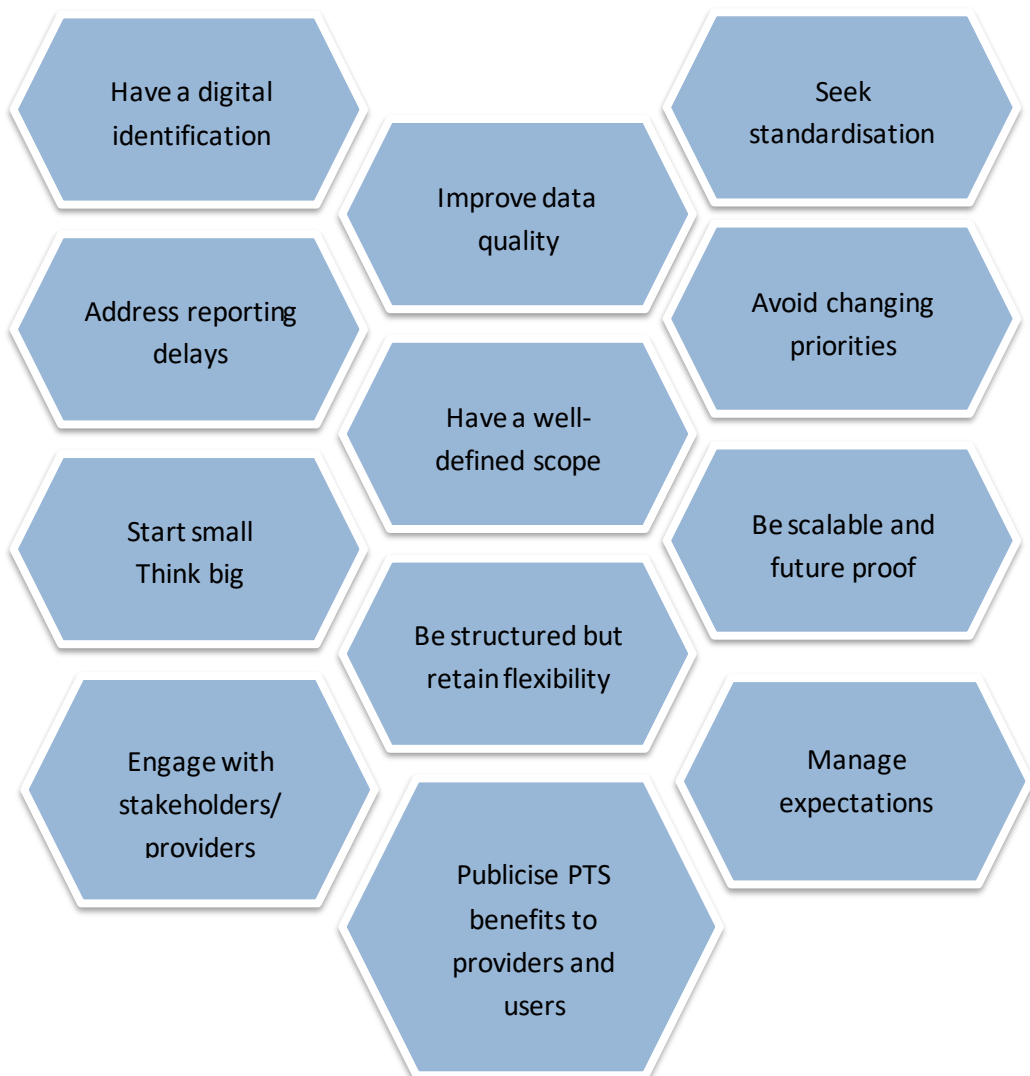 Have a digital
identification
Seek
standardisation
Improve data
quality
Address reporting
delays
Avoid changing
priorities
Have a well-
defined scope
Start small
Think big
Be scalable and
future proof
Be structured but
retain flexibility
Engage with
stakeholders/
providers
Manage
expectations
Publicise PTS
benefits to
providers and
users